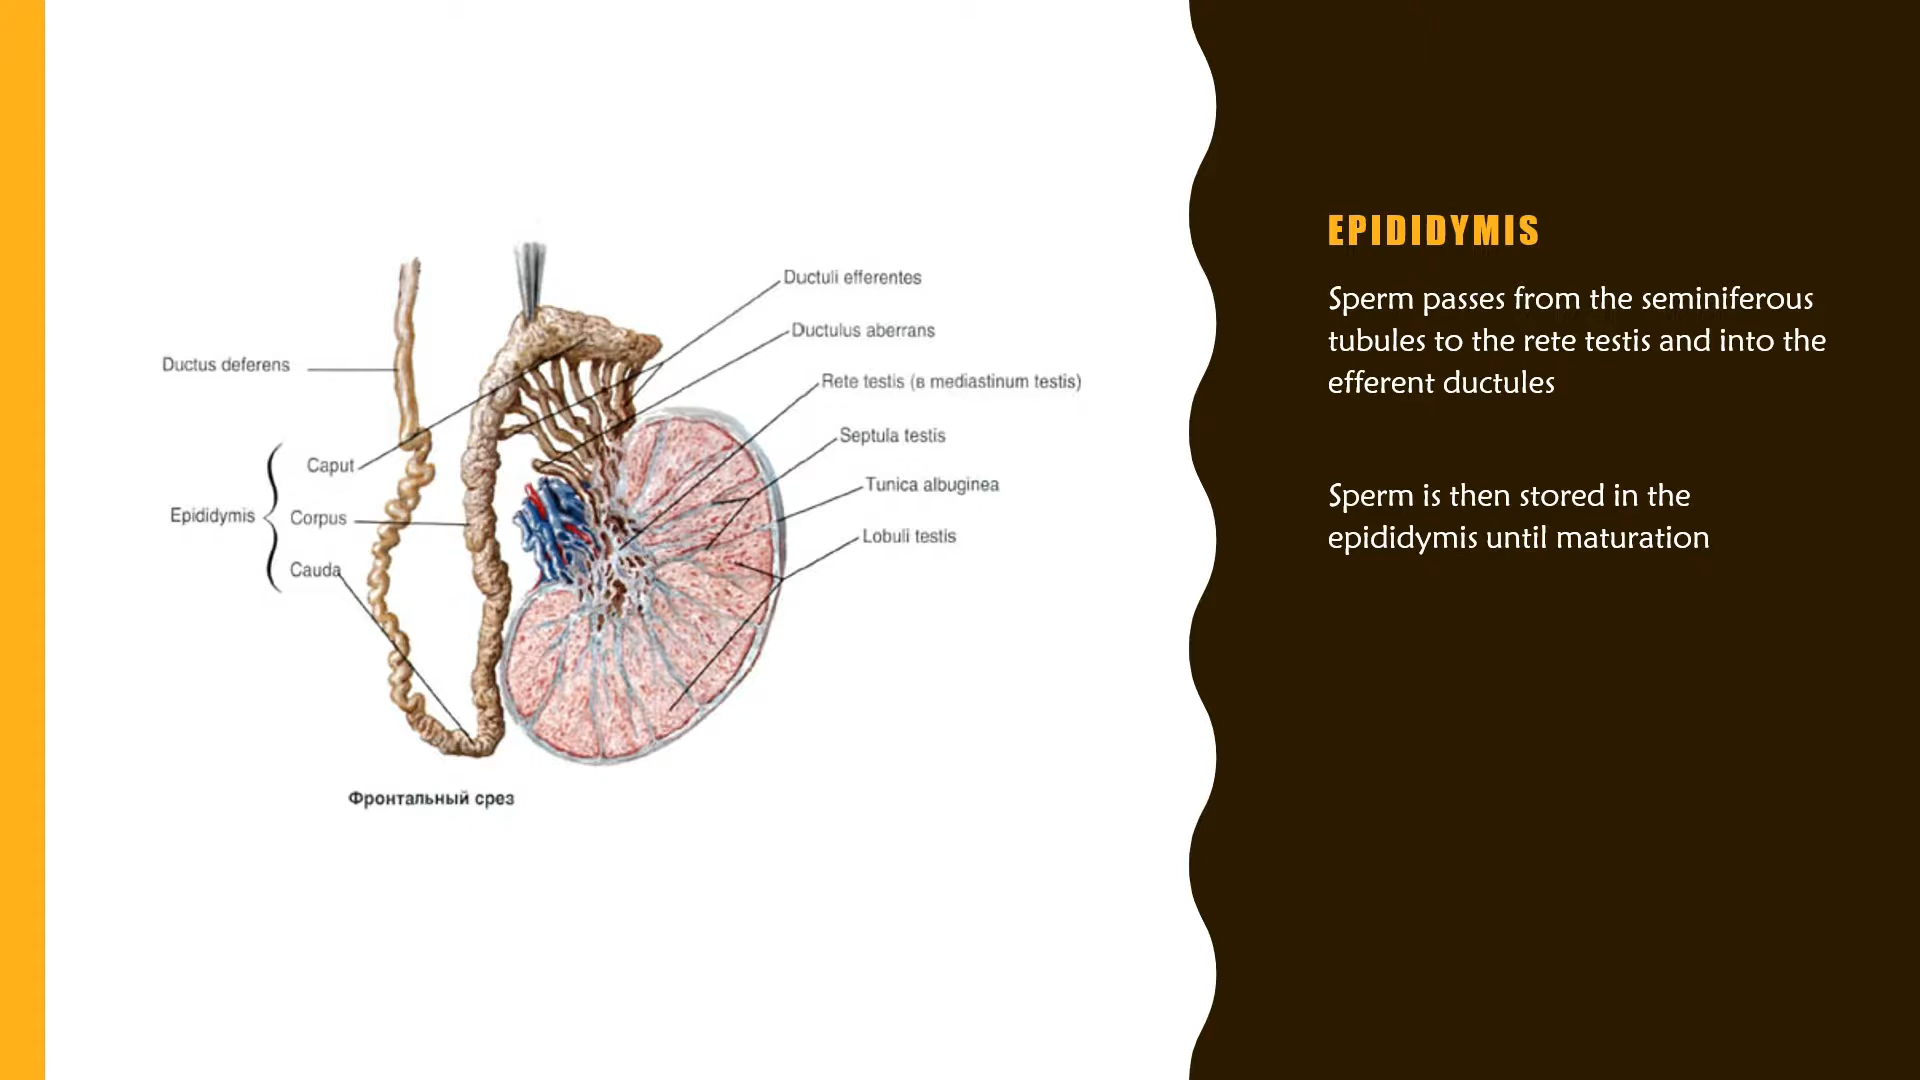 Ductuli efferentes
Ductulus aberrans
Ductus deferens
Rete testis (в mediastinum testis)
Septula testis
Caput
Tunica albuginea
Epididymis
Corpus
Lobuli testis
Cauda
Фронтальный срез
EPIDIDYMIS
Sperm passes from the seminiferous
tubules to the rete testis and into the
efferent ductules
Sperm is then stored in the
epididymis until maturation